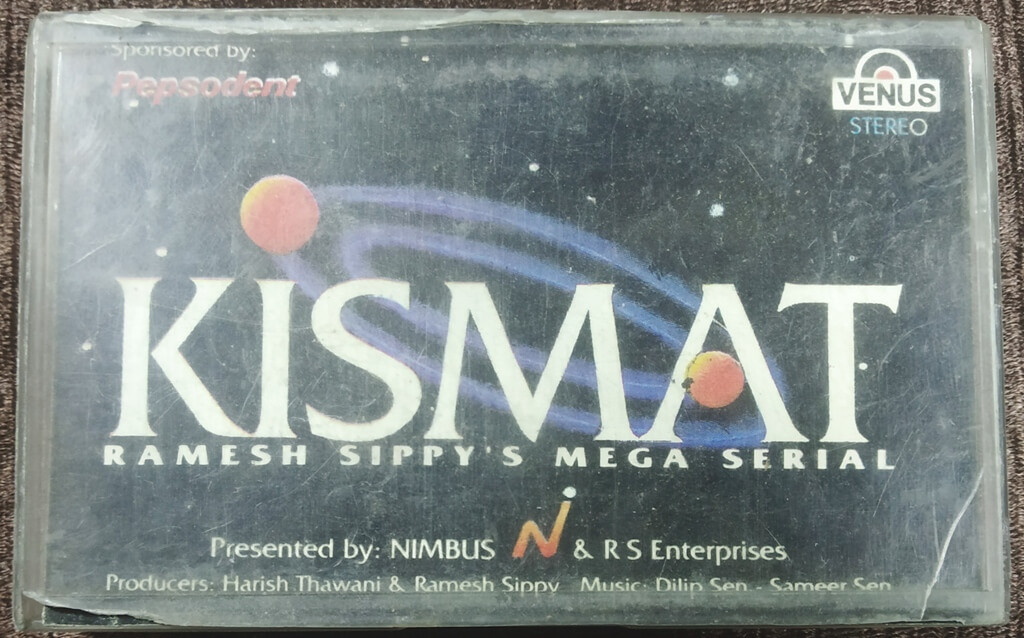 Sponsored by:
Pepsodent
VENUS
STEREO
KISMAT
RAMESH SIPPY'S MEGA SERIAL
Presented by: NIMBUS N & R S Enterprises
Producers: Harish Thawani & Ramesh Sippy Music: Dilip Sen - Sameer Sen